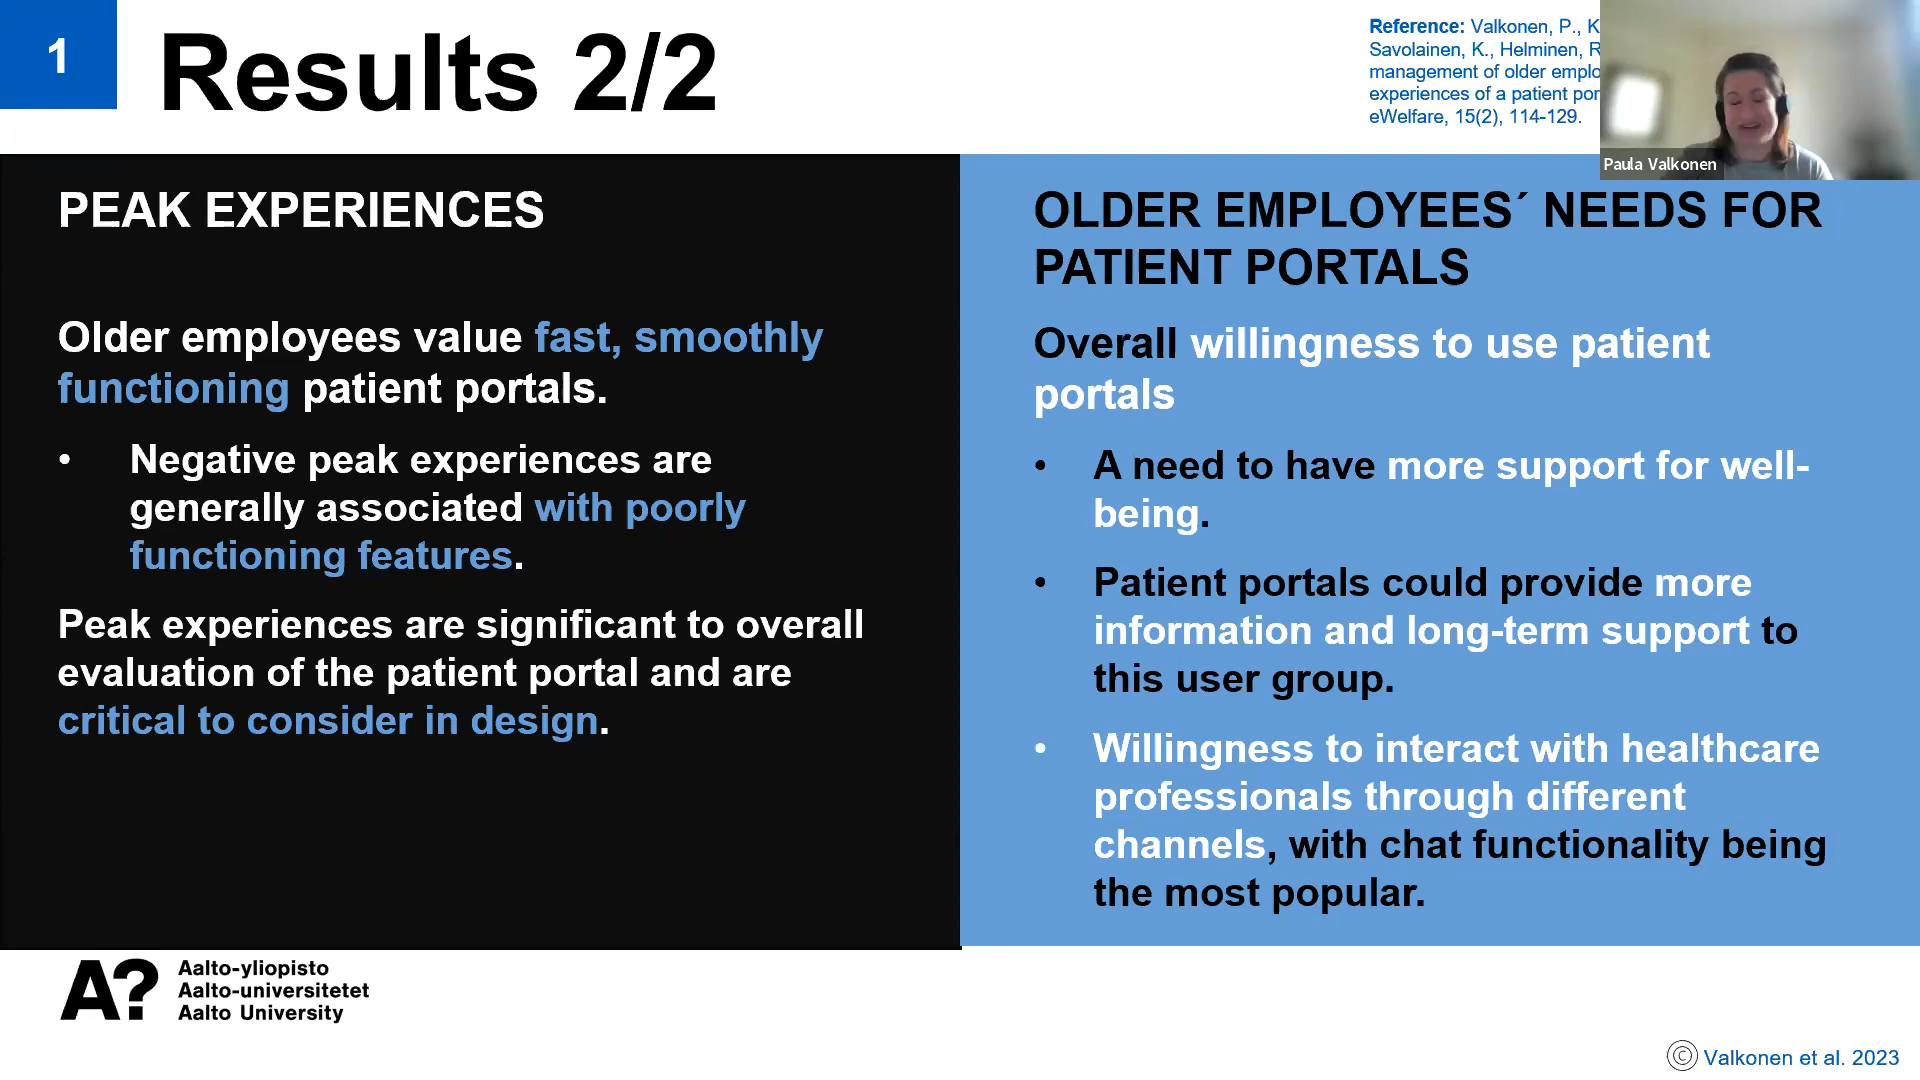 1
Results 2/2
Reference: Valkonen, P., K
Savolainen, K., Helminen, R
management of older emplo
experiences of a patient por
eWelfare, 15(2), 114-129.
Paula Valkonen
PEAK EXPERIENCES
Older employees value fast, smoothly
functioning patient portals.
• Negative peak experiences are
generally associated with poorly
functioning features.
Peak experiences are significant to overall
evaluation of the patient portal and are
critical to consider in design.
OLDER EMPLOYEES´ NEEDS FOR
PATIENT PORTALS
Overall willingness to use patient
portals
• A need to have more support for well-
being.
• Patient portals could provide more
information and long-term support to
this user group.
• Willingness to interact with healthcare
professionals through different
channels, with chat functionality being
the most popular.
A?
Aalto-yliopisto
Aalto-universitetet
Aalto University
© Valkonen et al. 2023